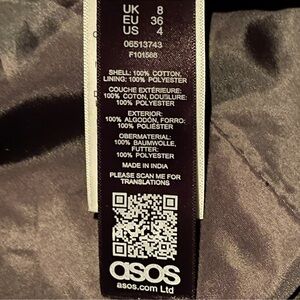 UK 8
EU 36
US 4
06513743
F101568
SHELL: 100% COTTON,
LINING: 100% POLYESTER
COUCHE EXTÉRIEURE:
100% COTON, DOUSLURE:
100% POLYESTER
EXTERIOR:
100% ALGODÓN, FORRO:
100% POLIÉSTER
OBERMATERIAL:
100% BAUMWOLLE,
FUTTER:
100% POLYESTER
MADE IN INDIA
PLEASE SCAN ME FOR
TRANSLATIONS
asos
asos.com Ltd